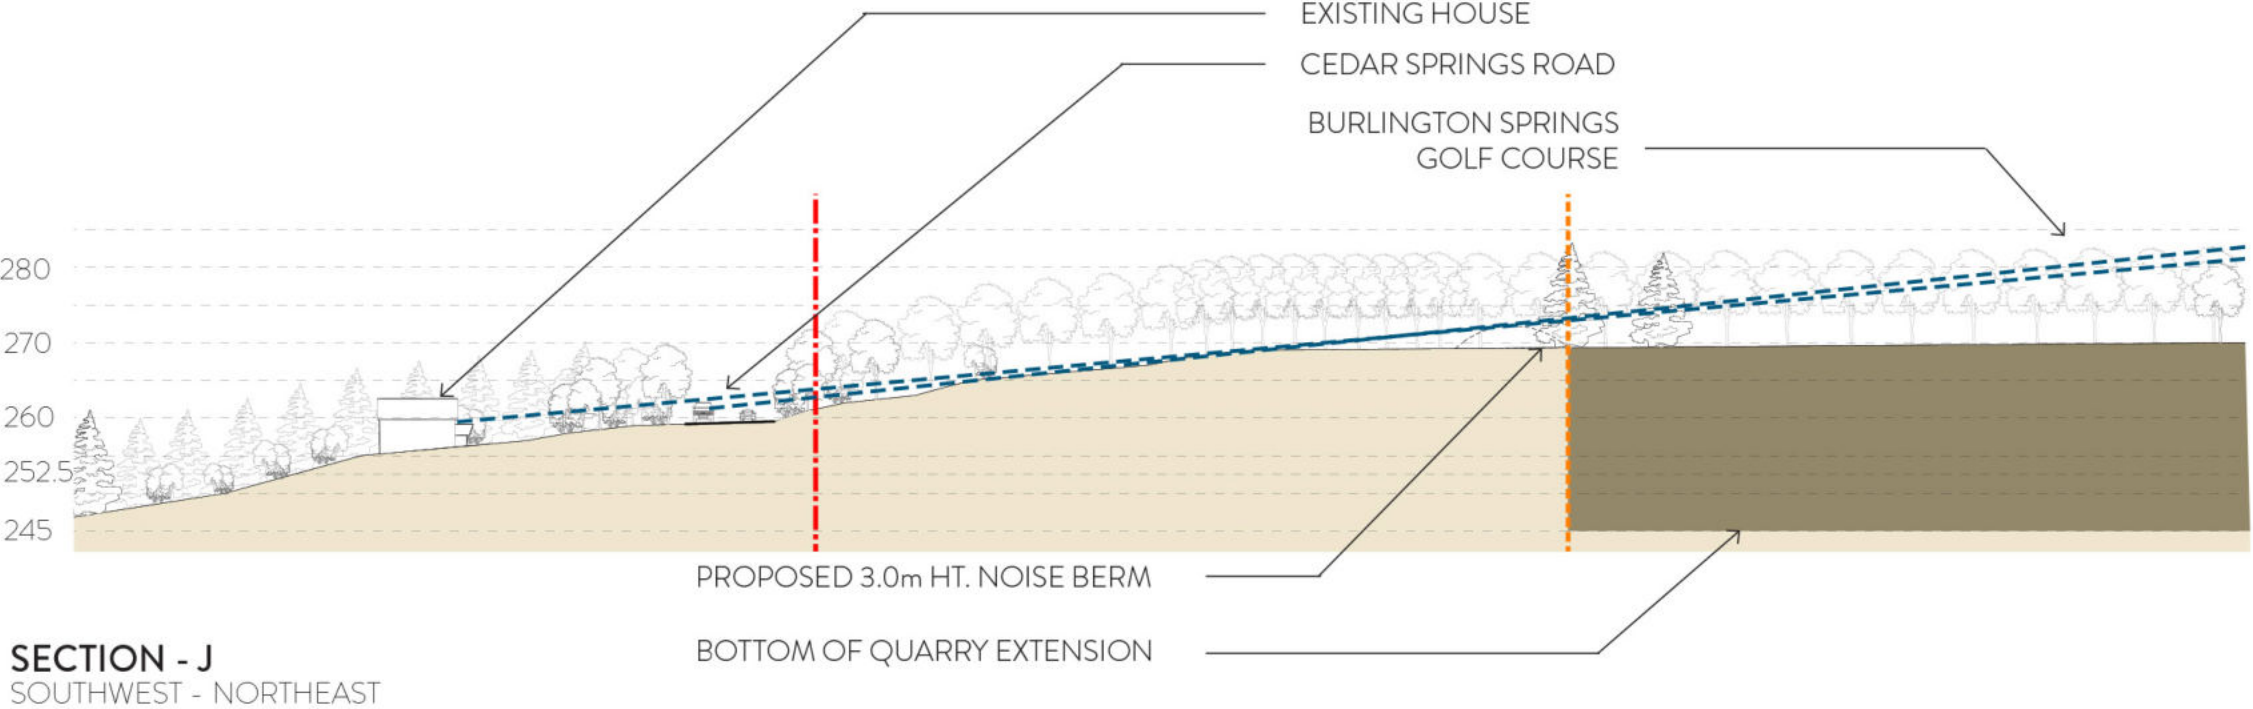 EXISTING HOUSE
CEDAR SPRINGS ROAD
BURLINGTON SPRINGS
GOLF COURSE
280
270
260
252.5
245
PROPOSED 3.0m HT. NOISE BERM
BOTTOM OF QUARRY EXTENSION
SECTION - J
SOUTHWEST - NORTHEAST